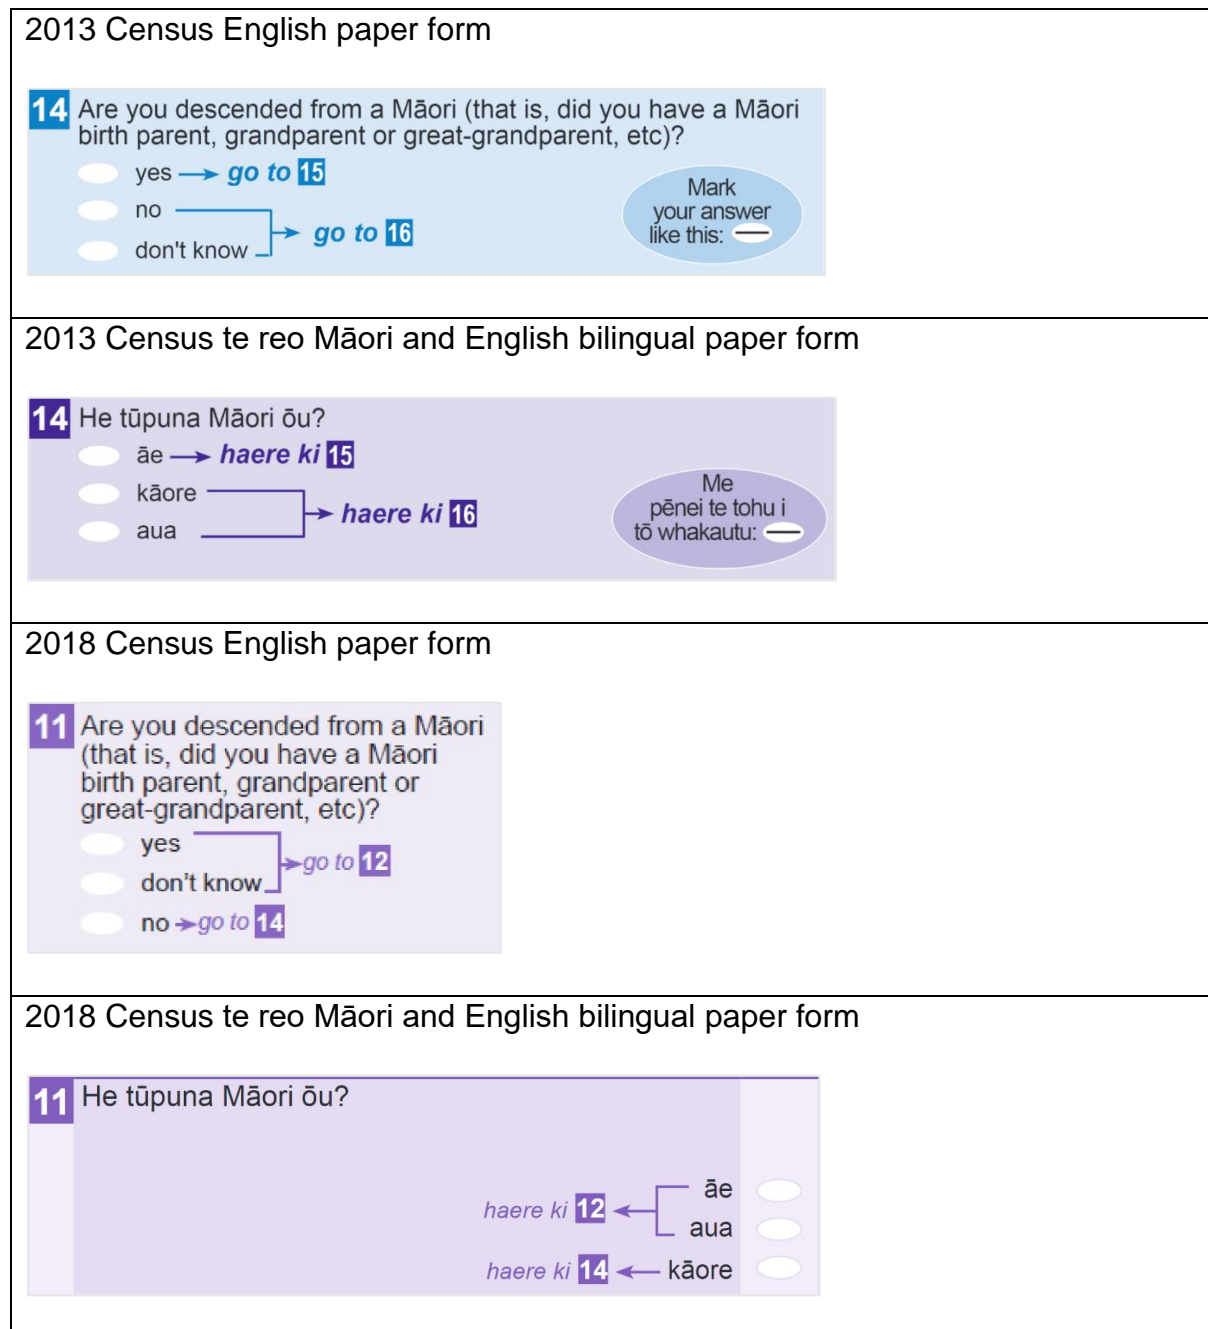 2013 Census English paper form
14 Are you descended from a Māori (that is, did you have a Māori
birth parent, grandparent or great-grandparent, etc)?
yes go to 15
no
go to 16
don't know
Mark
your answer
like this:
2013 Census te reo Māori and English bilingual paper form
14 He tūpuna Māori ōu?
āe haere ki 15
kāore
haere ki 16
aua
Me
pēnei te tohu i
tō whakautu:
2018 Census English paper form
11 Are you descended from a Māori
(that is, did you have a Māori
birth parent, grandparent or
great-grandparent, etc)?
yes
go to 12
don't know
no go to 14
2018 Census te reo Māori and English bilingual paper form
11 He tūpuna Māori ōu?
āe
haere ki 12
aua
haere ki 14 kāore